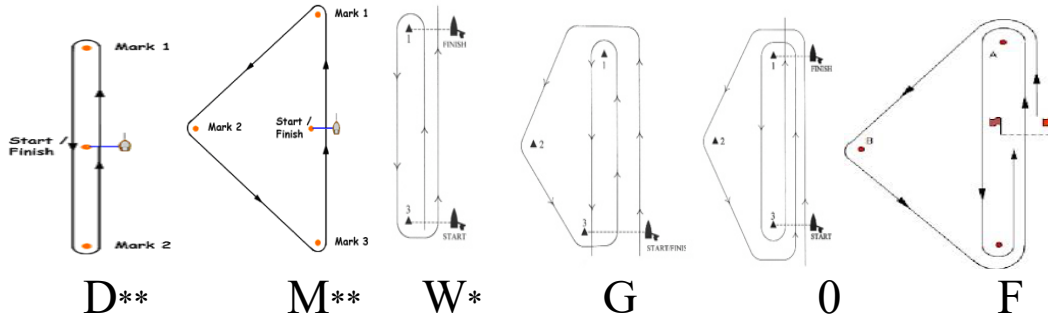 Mark 1
Start /
Finish
Mark 2
D**
Mark 1
Mark 2
Start /
Finish
Mark 3
M**
1
FINISH
3
START
W*
1
2
3
START/FINIS
G
1
FINISH
2
3
START
0
A
B
F